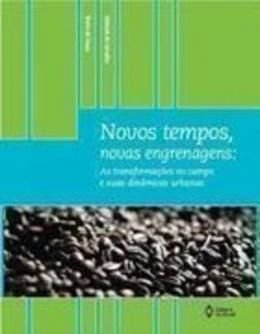 Novos tempos,
novas engrenagens:
As transformações no campo
e suas dinâmicas urbanas